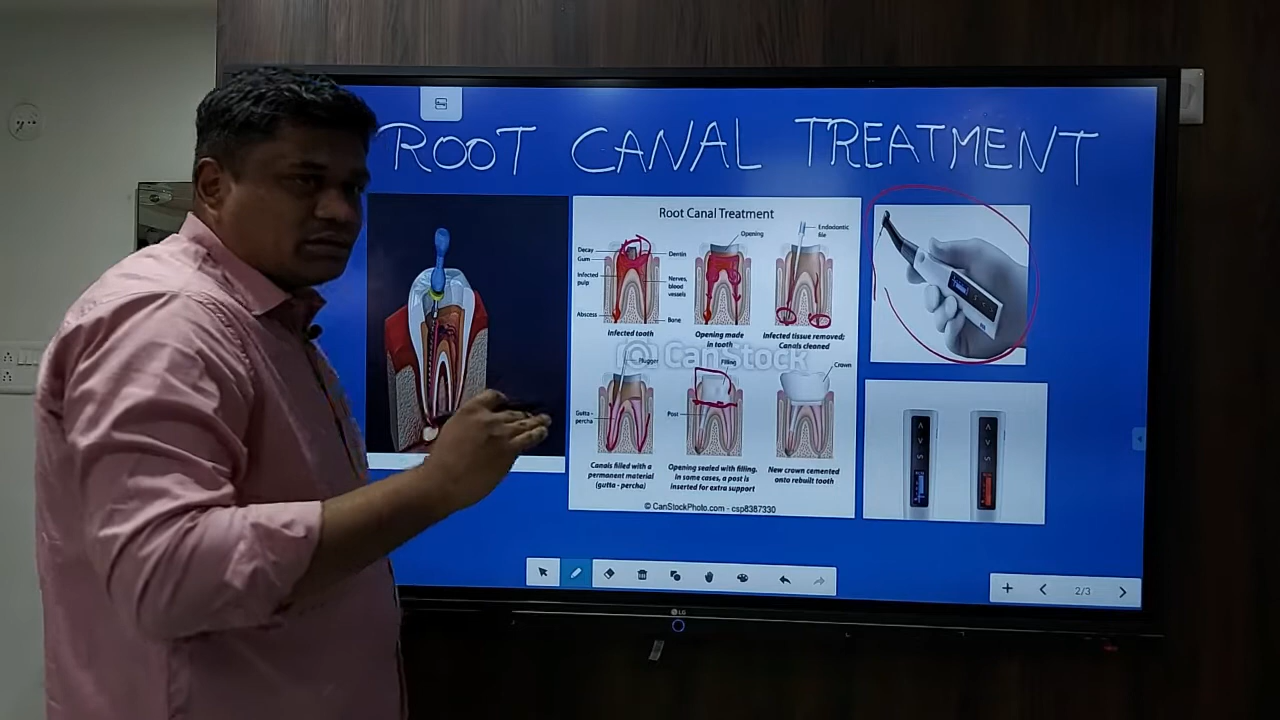 ROOT CANAL TREATMENT
Root Canal Treatment
Decay
Gum
Infected
pulp
Abscess
Dentin
Nerves,
blood
vessels
Bone
Infected tooth
Opening
Opening made
in tooth
Endodontic
file
Infected tissue removed;
Canals cleaned
CanStock
Plugger
Gutta -
percha
Canals filled with a
permanent material
(gutta - percha)
Filling
Post
Opening sealed with filling.
in some cases, a post is
inserted for extra support
Crown
New crown cemented
onto rebuilt tooth
© CanStockPhoto.com - csp8387330
2/3
LG